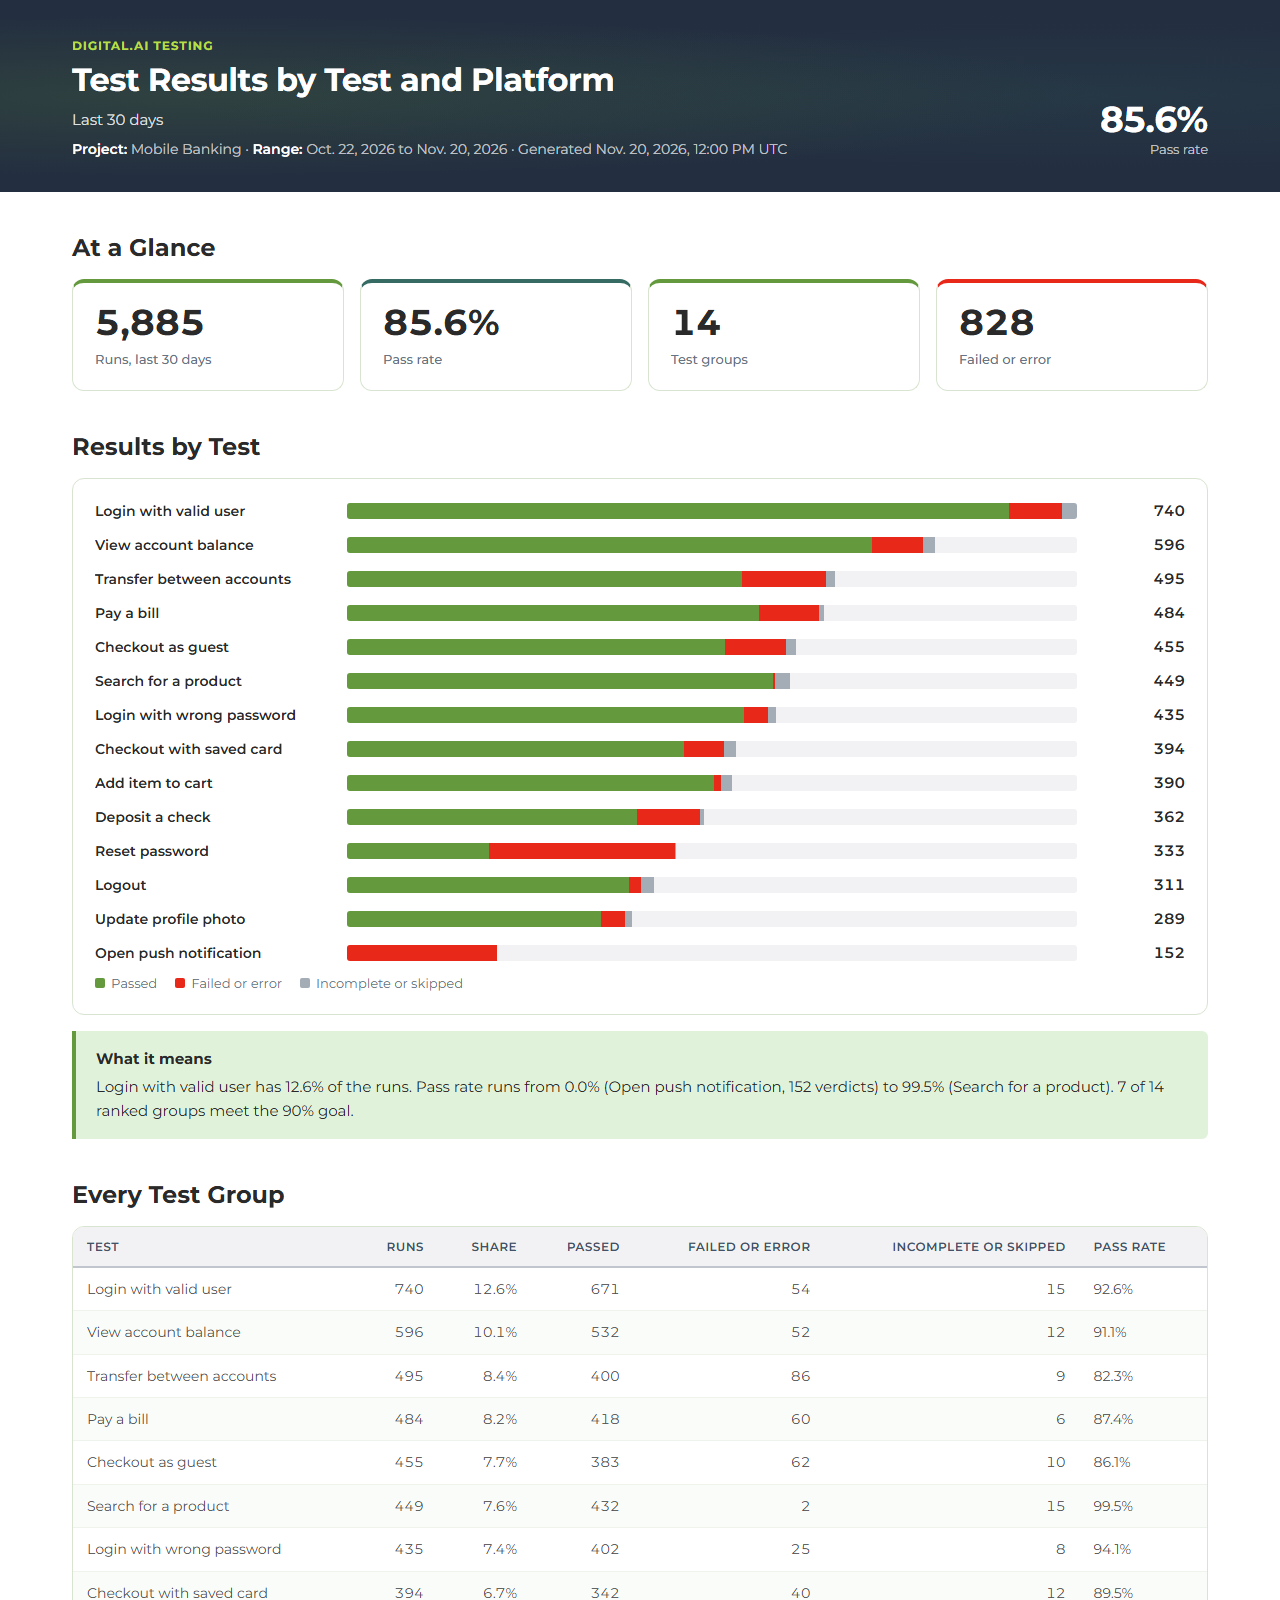 DIGITAL.AI TESTING
Test Results by Test and Platform
Last 30 days
Project: Mobile Banking · Range: Oct. 22, 2026 to Nov. 20, 2026 · Generated Nov. 20, 2026, 12:00 PM UTC
85.6%
Pass rate
At a Glance
5,885
Runs, last 30 days
85.6%
Pass rate
14
Test groups
828
Failed or error
Results by Test
Login with valid user 740
View account balance 596
Transfer between accounts 495
Pay a bill 484
Checkout as guest 455
Search for a product 449
Login with wrong password 435
Checkout with saved card 394
Add item to cart 390
Deposit a check 362
Reset password 333
Logout 311
Update profile photo 289
Open push notification 152
Passed Failed or error Incomplete or skipped
What it means
Login with valid user has 12.6% of the runs. Pass rate runs from 0.0% (Open push notification, 152 verdicts) to 99.5% (Search for a product). 7 of 14
ranked groups meet the 90% goal.
Every Test Group
TEST RUNS SHARE PASSED FAILED OR ERROR INCOMPLETE OR SKIPPED PASS RATE
Login with valid user 740 12.6% 671 54 15 92.6%
View account balance 596 10.1% 532 52 12 91.1%
Transfer between accounts 495 8.4% 400 86 9 82.3%
Pay a bill 484 8.2% 418 60 6 87.4%
Checkout as guest 455 7.7% 383 62 10 86.1%
Search for a product 449 7.6% 432 2 15 99.5%
Login with wrong password 435 7.4% 402 25 8 94.1%
Checkout with saved card 394 6.7% 342 40 12 89.5%